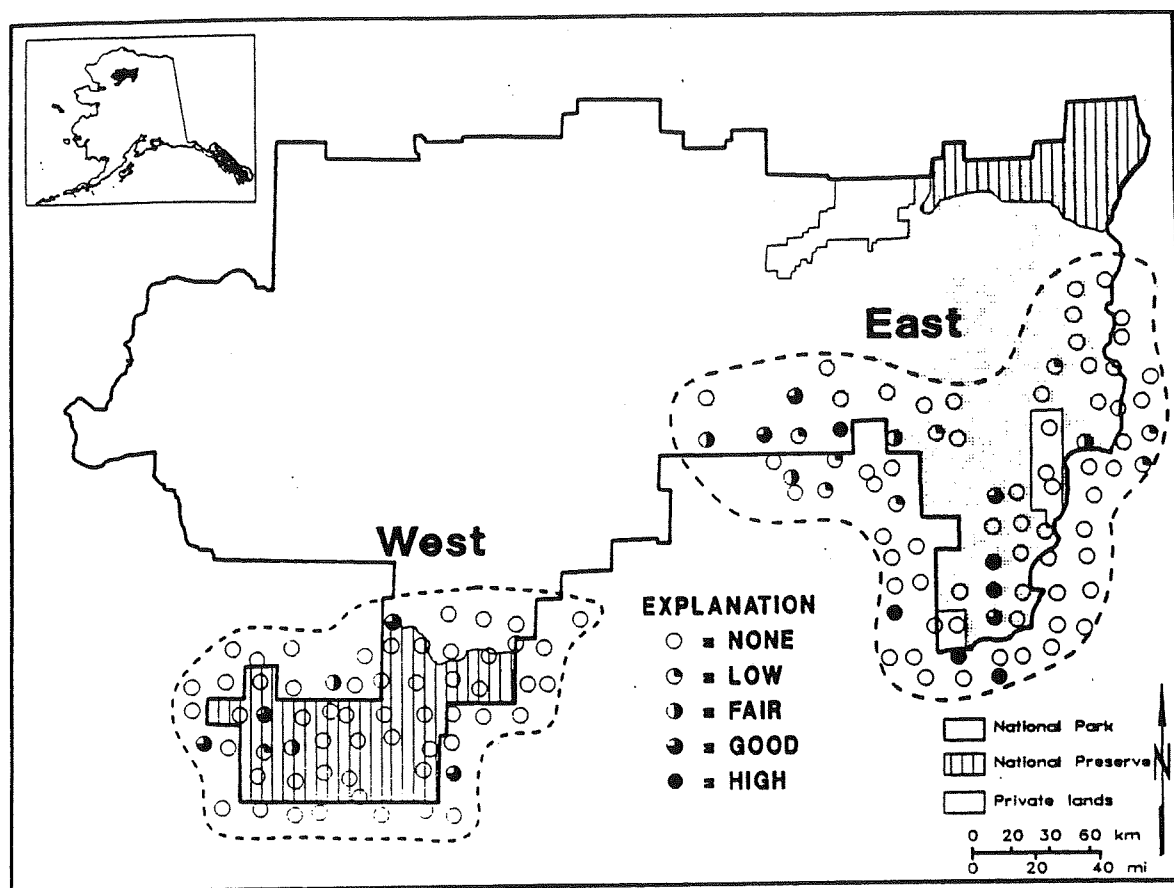 East
West
EXPLANATION
= NONE
= LOW
= FAIR
= GOOD
= HIGH
National Park
National Preserve
Private lands
N
0 20 30 60 km
0 20 40 mi